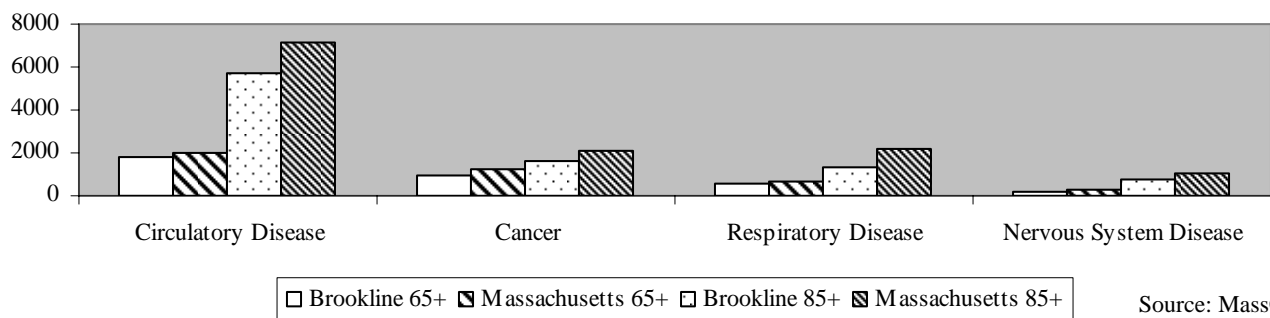 8000
6000
4000
2000
0
Circulatory Disease Cancer Respiratory Disease Nervous System Disease
Brookline 65+ Massachusetts 65+ Brookline 85+ Massachusetts 85+
Source: